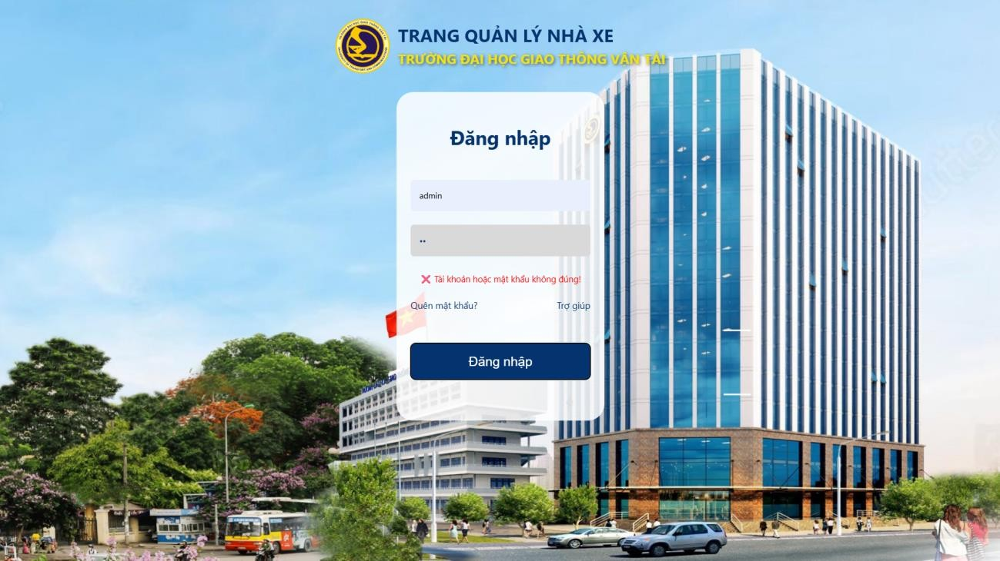 TRANG QUẢN LÝ NHÀ XE
TRƯỜNG ĐẠI HỌC GIAO THÔNG VẬN TẢI
Đăng nhập
admin
••
❌ Tài khoản hoặc mật khẩu không đúng!
Quên mật khẩu? Trợ giúp
Đăng nhập